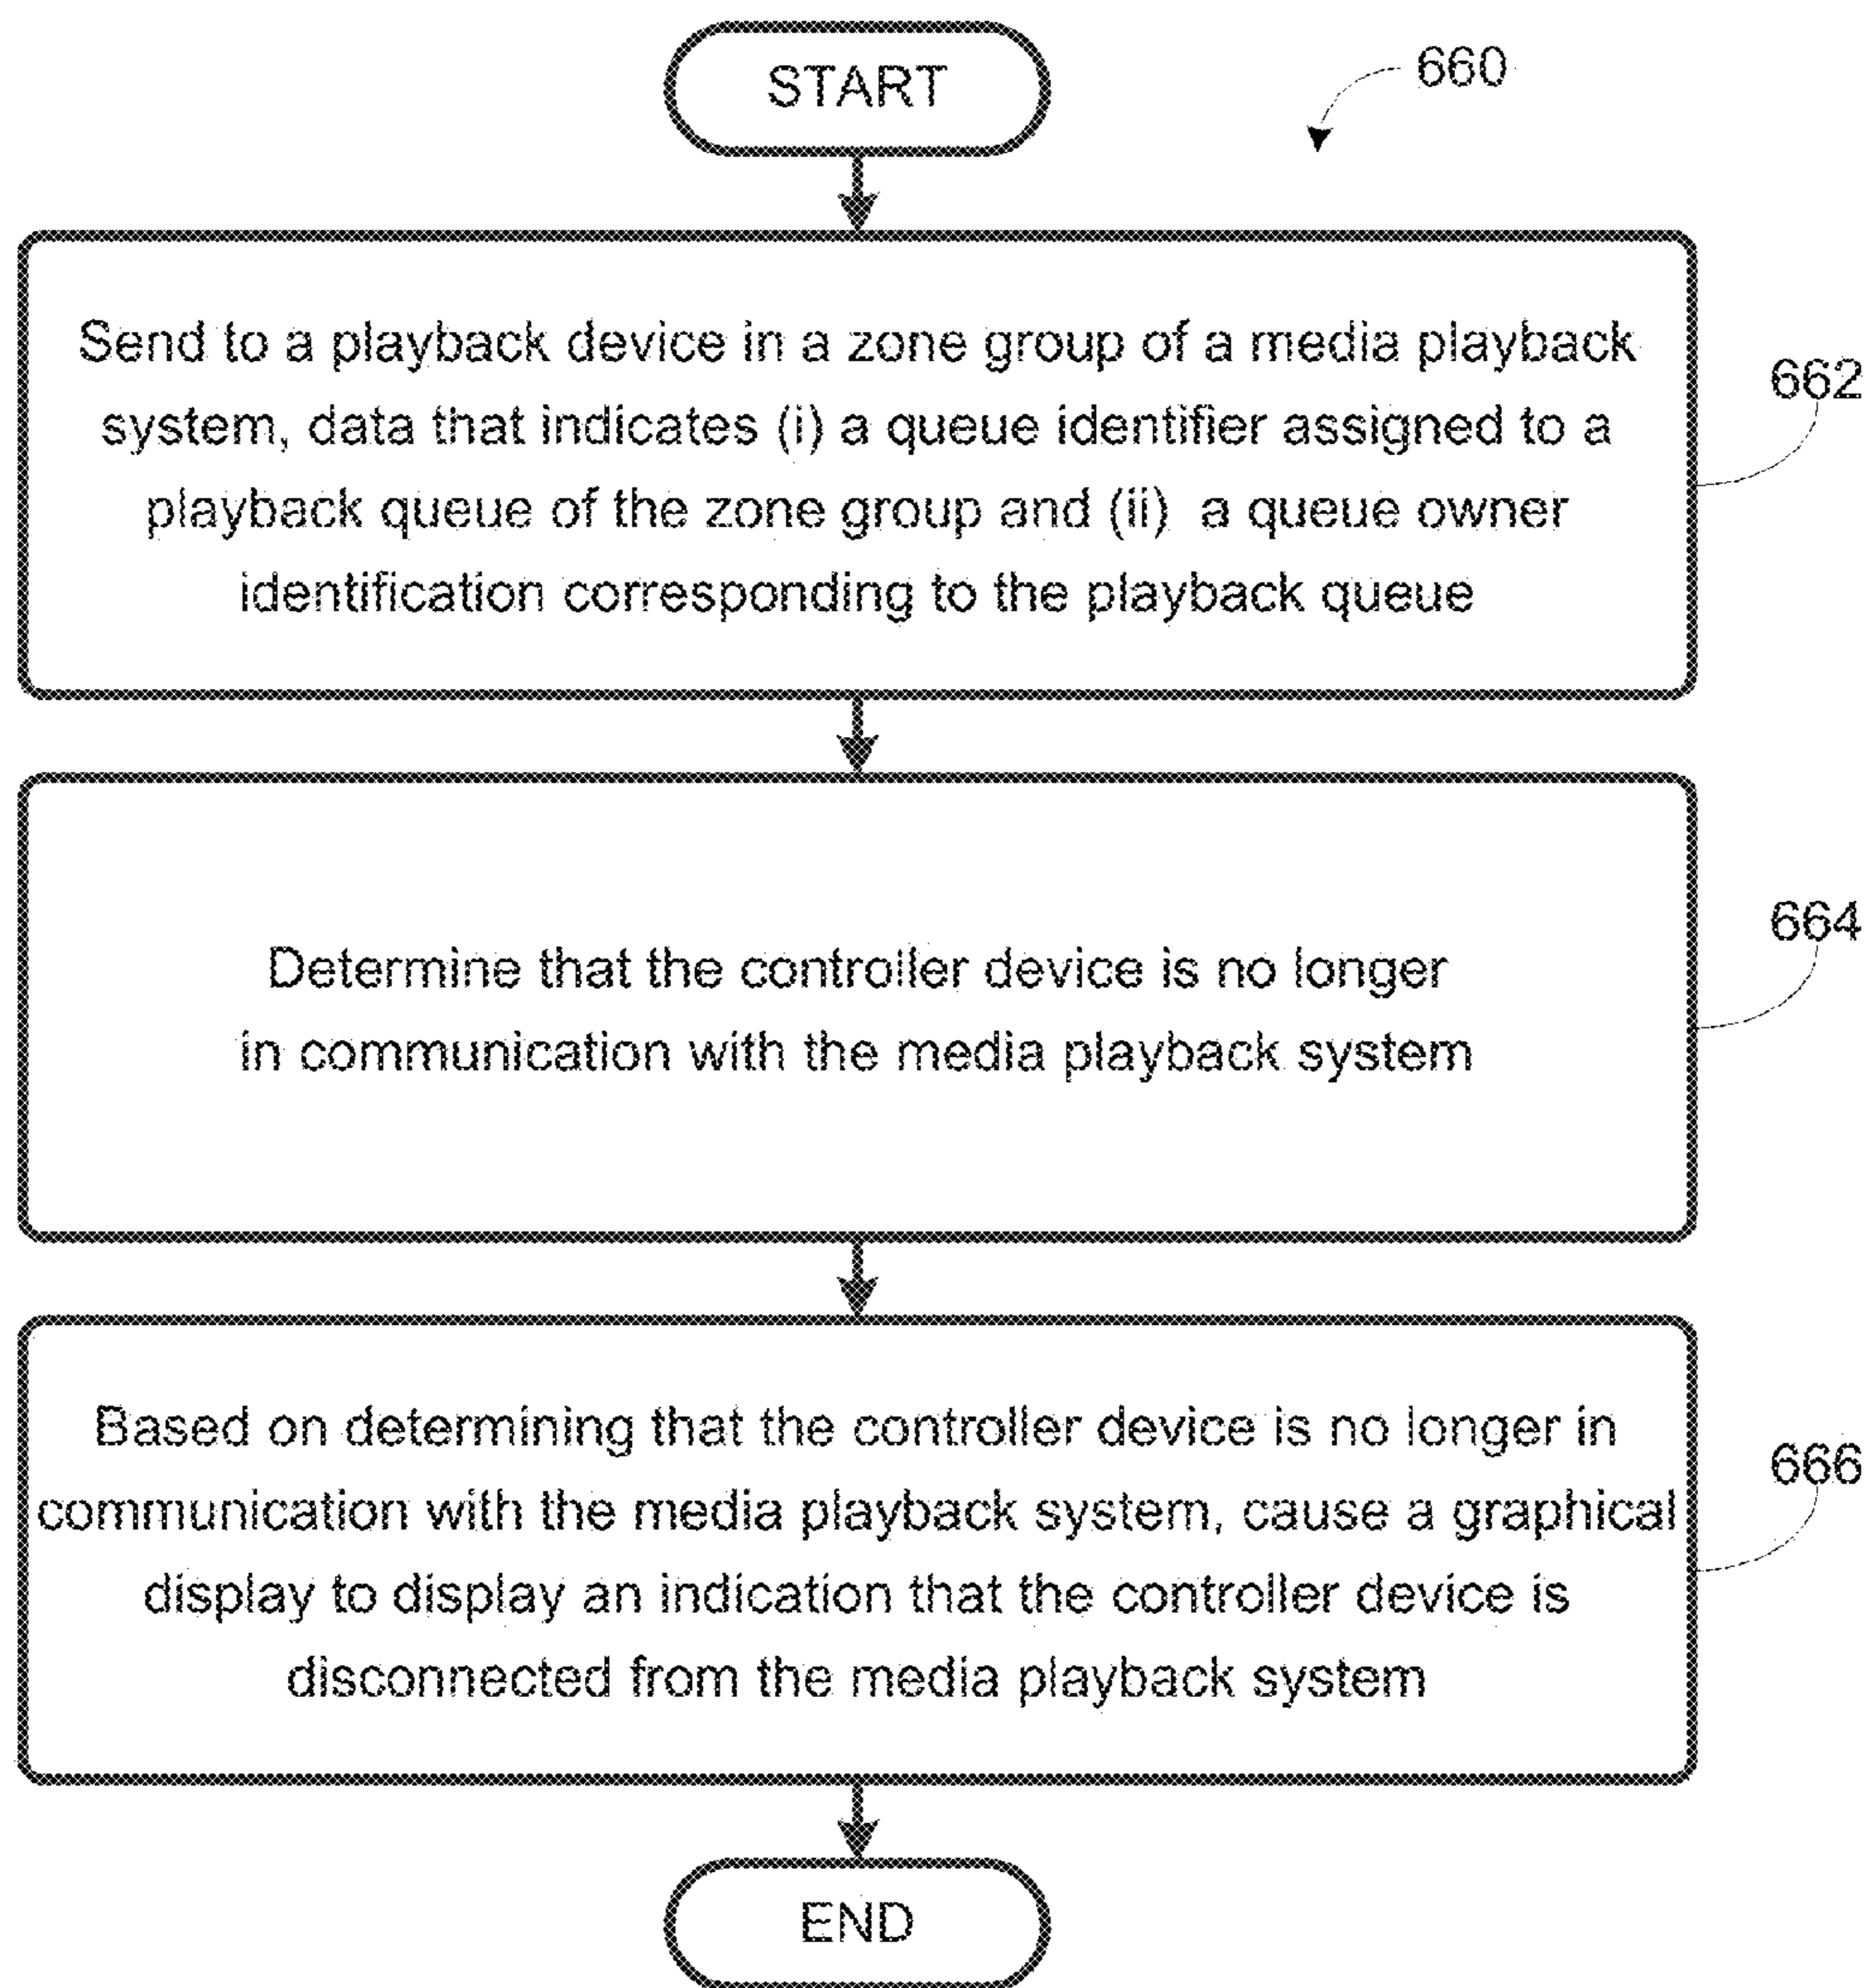 START
660
Send to a playback device in a zone group of a media playback
system, data that indicates (i) a queue identifier assigned to a
playback queue of the zone group and (ii) a queue owner
identification corresponding to the playback queue
662
Determine that the controller device is no longer
in communication with the media playback system
664
Based on determining that the controller device is no longer in
communication with the media playback system, cause a graphical
display to display an indication that the controller device is
disconnected from the media playback system
666
END